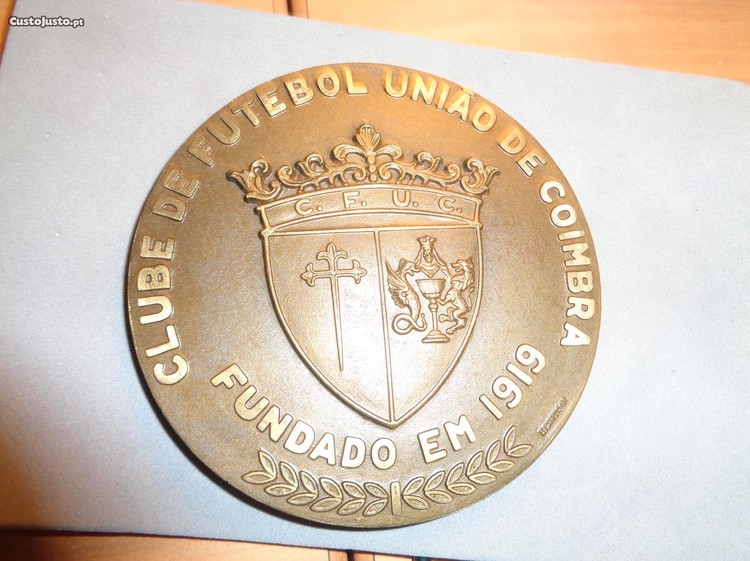 CustoJusto.pt
CLUBE DE FUTEBOL UNIÃO DE COIMBRA
C. F. U. C.
FUNDADO EM 1919